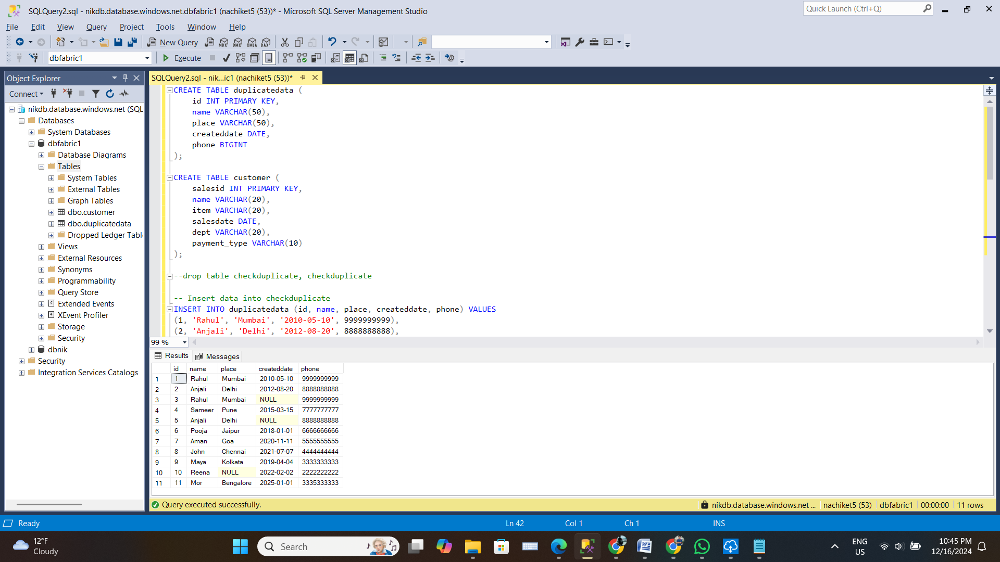 SQLQuery2.sql - nikdb.database.windows.net.dbfabric1 (nachiket5 (53))* - Microsoft SQL Server Management Studio
Quick Launch (Ctrl+Q)
File Edit View Query Project Tools Window Help
New Query MDX DMX XMLA DAX
dbfabric1 Execute
Object Explorer
Connect
nikdb.database.windows.net (SQL
Databases
System Databases
dbfabric1
Database Diagrams
Tables
System Tables
External Tables
Graph Tables
dbo.customer
dbo.duplicatedata
Dropped Ledger Table
Views
External Resources
Synonyms
Programmability
Query Store
Extended Events
XEvent Profiler
Storage
Security
dbnik
Security
Integration Services Catalogs
SQLQuery2.sql - nik...ic1 (nachiket5 (53))*
CREATE TABLE duplicatedata (
id INT PRIMARY KEY,
name VARCHAR(50),
place VARCHAR(50),
createddate DATE,
phone BIGINT
);
CREATE TABLE customer (
salesid INT PRIMARY KEY,
name VARCHAR(20),
item VARCHAR(20),
salesdate DATE,
dept VARCHAR(20),
payment_type VARCHAR(10)
);
--drop table checkduplicate, checkduplicate
-- Insert data into checkduplicate
INSERT INTO duplicatedata (id, name, place, createddate, phone) VALUES
(1, 'Rahul', 'Mumbai', '2010-05-10', 9999999999),
(2, 'Anjali', 'Delhi', '2012-08-20', 8888888888),
99 %
Results Messages
id name place createddate phone
1 1 Rahul Mumbai 2010-05-10 9999999999
2 2 Anjali Delhi 2012-08-20 8888888888
3 3 Rahul Mumbai NULL 9999999999
4 4 Sameer Pune 2015-03-15 7777777777
5 5 Anjali Delhi NULL 8888888888
6 6 Pooja Jaipur 2018-01-01 6666666666
7 7 Aman Goa 2020-11-11 5555555555
8 8 John Chennai 2021-07-07 4444444444
9 9 Maya Kolkata 2019-04-04 3333333333
10 10 Reena NULL 2022-02-02 2222222222
11 11 Mor Bengalore 2025-01-01 3335333333
Query executed successfully.
nikdb.database.windows.net ... nachiket5 (53) dbfabric1 00:00:00 11 rows
Ready Ln 42 Col 1 Ch 1 INS
12°F
Cloudy
Search
ENG
US
10:45 PM
12/16/2024